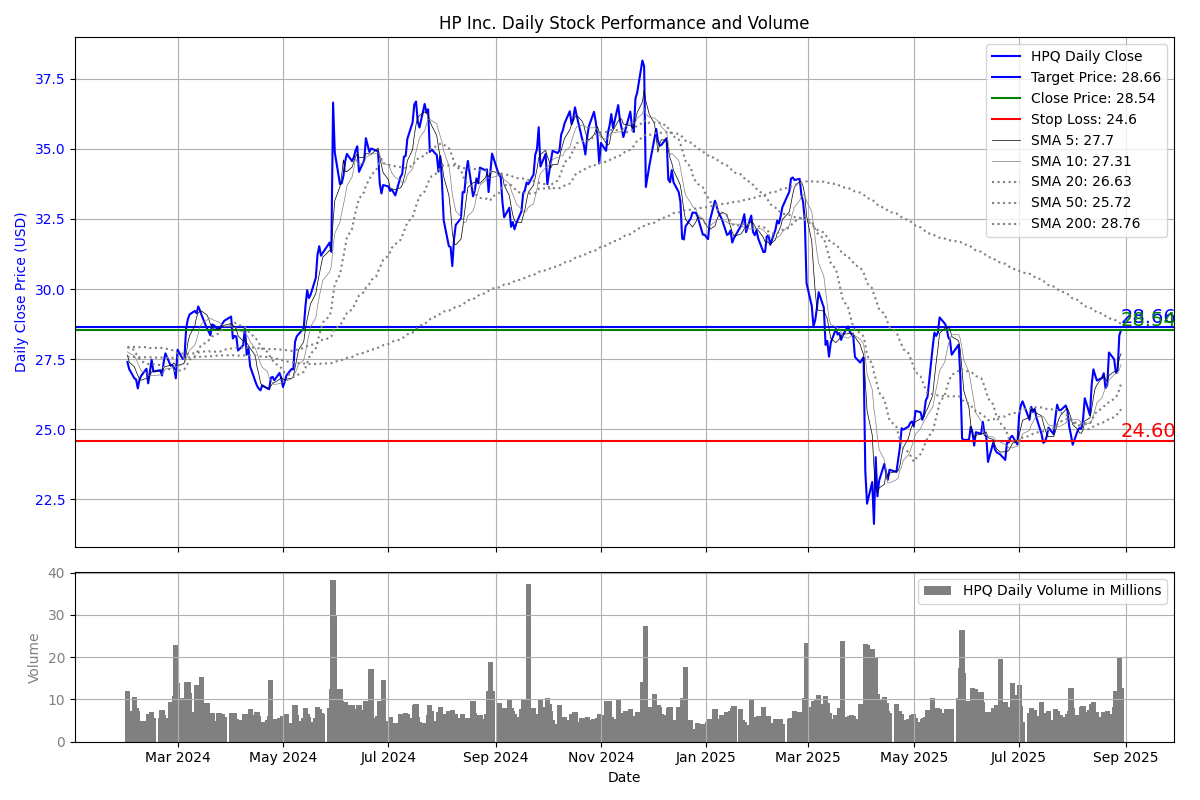 HP Inc. Daily Stock Performance and Volume
Daily Close Price (USD)
37.5
35.0
32.5
30.0
27.5
25.0
22.5
HPQ Daily Close
Target Price: 28.66
Close Price: 28.54
Stop Loss: 24.6
SMA 5: 27.7
SMA 10: 27.31
SMA 20: 26.63
SMA 50: 25.72
SMA 200: 28.76
28.66
28.54
24.60
Volume
40
30
20
10
0
HPQ Daily Volume in Millions
Mar 2024
May 2024
Jul 2024
Sep 2024
Nov 2024
Jan 2025
Mar 2025
May 2025
Jul 2025
Sep 2025
Date